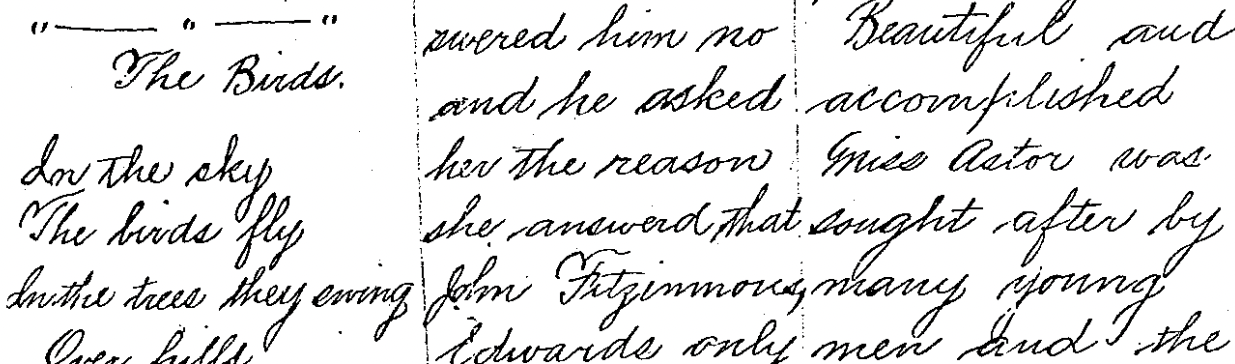 "—— " ——"
The Birds.
In the sky
The birds fly
In the trees they swing
Over hills
swered him no
and he asked
her the reason
she answerd that
John Fitzimmons,
Edwards only
Beautiful and
accomplished
Miss Astor was
sought after by
many young
men and the